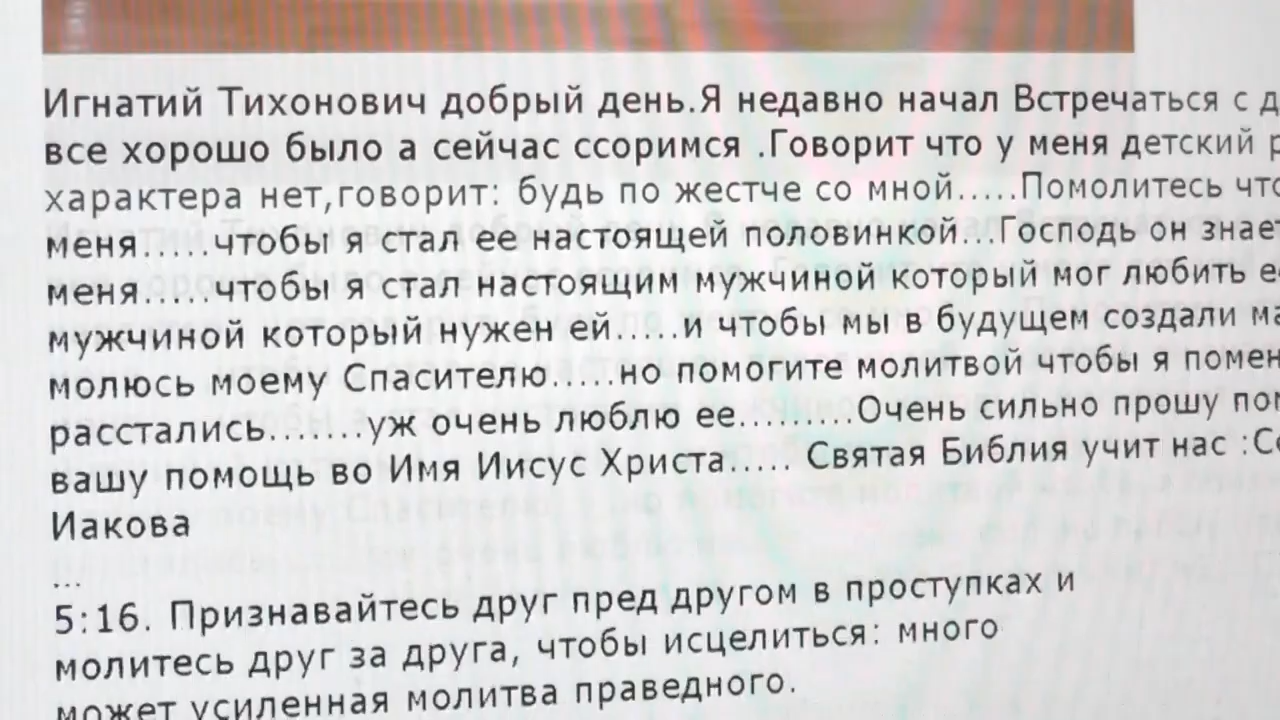 Игнатий Тихонович добрый день.Я недавно начал Встречаться с
все хорошо было а сейчас ссоримся .Говорит что у меня детский
характера нет,говорит: будь по жестче со мной.....Помолитесь
меня.....чтобы я стал ее настоящей половинкой...Господь он
меня.....чтобы я стал настоящим мужчиной который мог любить
мужчиной который нужен ей.....и чтобы мы в будущем создали
молюсь моему Спасителю.....но помогите молитвой чтобы я
расстались.......уж очень люблю ее.........Очень сильно прошу
вашу помощь во Имя Иисус Христа..... Святая Библия учит нас
Иакова
...
5:16. Признавайтесь друг пред другом в проступках и
молитесь друг за друга, чтобы исцелиться: много
может усиленная молитва праведного.